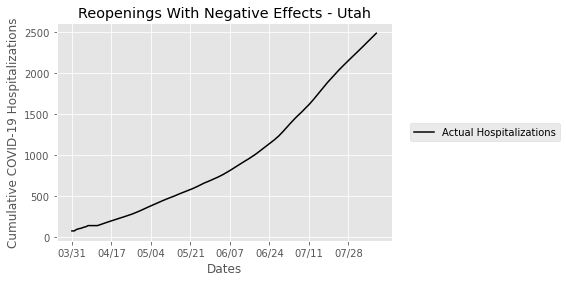 Reopenings With Negative Effects - Utah
Cumulative COVID-19 Hospitalizations
2500
2000
1500
1000
500
0
03/31 04/17 05/04 05/21 06/07 06/24 07/11 07/28
Dates
Actual Hospitalizations